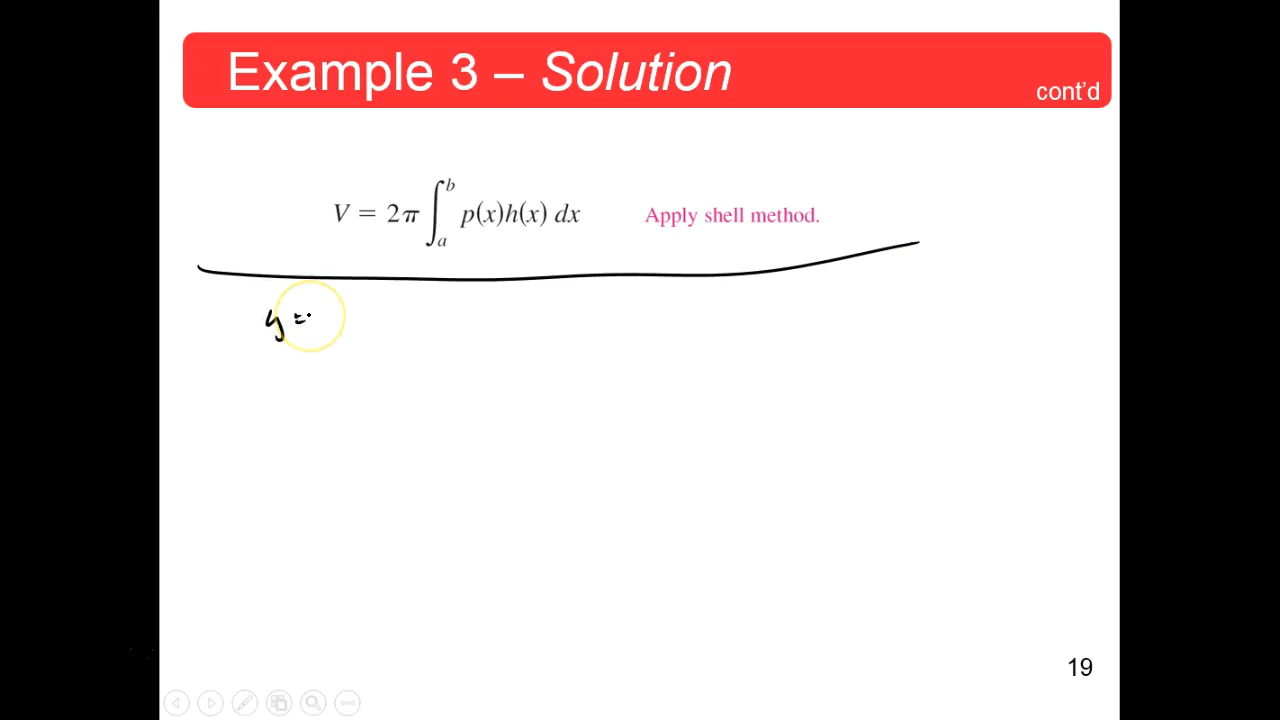 Example 3 – Solution
cont'd
V = 2π ∫_a^b p(x)h(x) dx Apply shell method.
y =
19